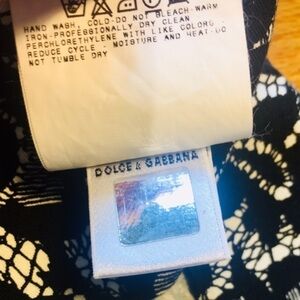 HAND WASH, COLD-DO NOT BLEACH-WARM
IRON-PROFESSIONALLY DRY CLEAN
PERCHLOROETHYLENE WITH LIKE COLORS -
REDUCE CYCLE - MOISTURE AND HEAT-DO
NOT TUMBLE DRY
DOLCE & GABBANA